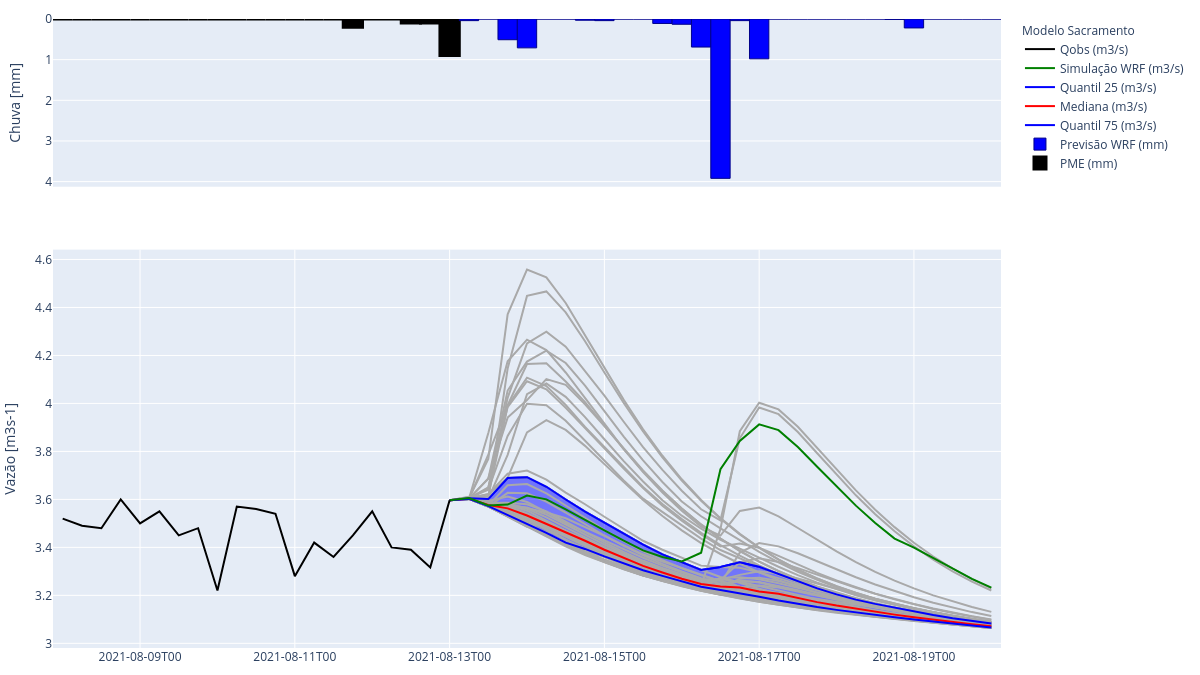 Chuva [mm]
0
1
2
3
4
Modelo Sacramento
Qobs (m3/s)
Simulação WRF (m3/s)
Quantil 25 (m3/s)
Mediana (m3/s)
Quantil 75 (m3/s)
Previsão WRF (mm)
PME (mm)
Vazão [m3s-1]
4.6
4.4
4.2
4
3.8
3.6
3.4
3.2
3
2021-08-09T00
2021-08-11T00
2021-08-13T00
2021-08-15T00
2021-08-17T00
2021-08-19T00